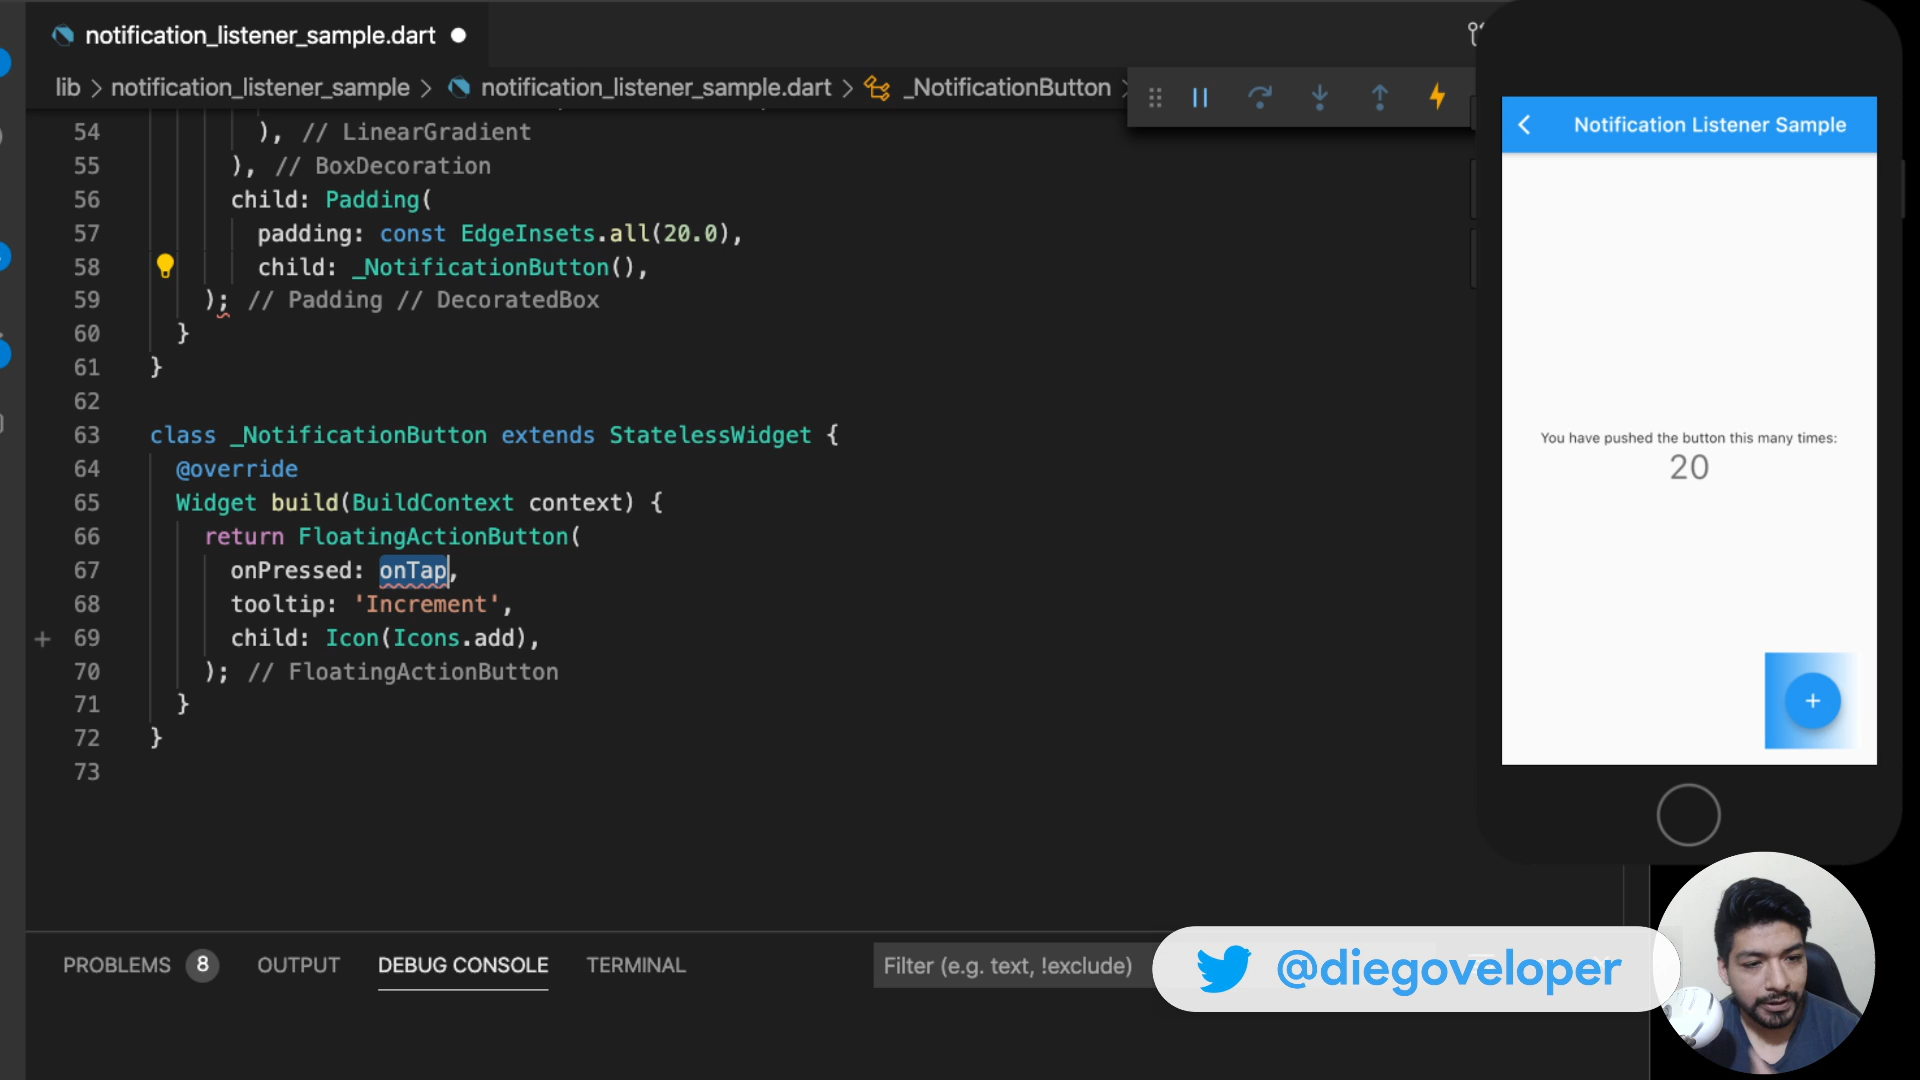 notification_listener_sample.dart
lib > notification_listener_sample > notification_listener_sample.dart > _NotificationButton >
54 ), // LinearGradient
55 ), // BoxDecoration
56 child: Padding(
57 padding: const EdgeInsets.all(20.0),
58 child: _NotificationButton(),
59 ); // Padding // DecoratedBox
60 }
61 }
62
63 class _NotificationButton extends StatelessWidget {
64 @override
65 Widget build(BuildContext context) {
66 return FloatingActionButton(
67 onPressed: onTap,
68 tooltip: 'Increment',
69 child: Icon(Icons.add),
70 ); // FloatingActionButton
71 }
72 }
73
PROBLEMS 8 OUTPUT DEBUG CONSOLE TERMINAL Filter (e.g. text, !exclude)
Notification Listener Sample
You have pushed the button this many times:
20
+
@diegoveloper